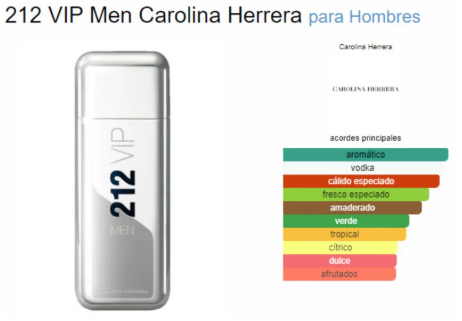 212 VIP Men Carolina Herrera para Hombres
Carolina Herrera
CAROLINA HERRERA
acordes principales
aromático
vodka
cálido especiado
fresco especiado
amaderado
verde
tropical
cítrico
dulce
afrutados
212 VIP
MEN